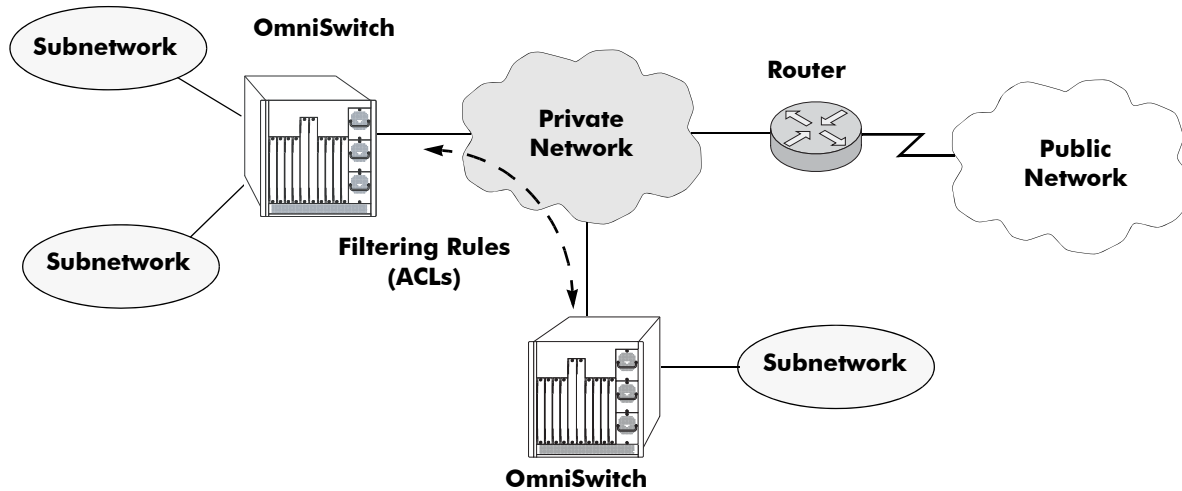 OmniSwitch
Subnetwork
Router
Private
Network
Public
Network
Filtering Rules
(ACLs)
Subnetwork
Subnetwork
OmniSwitch